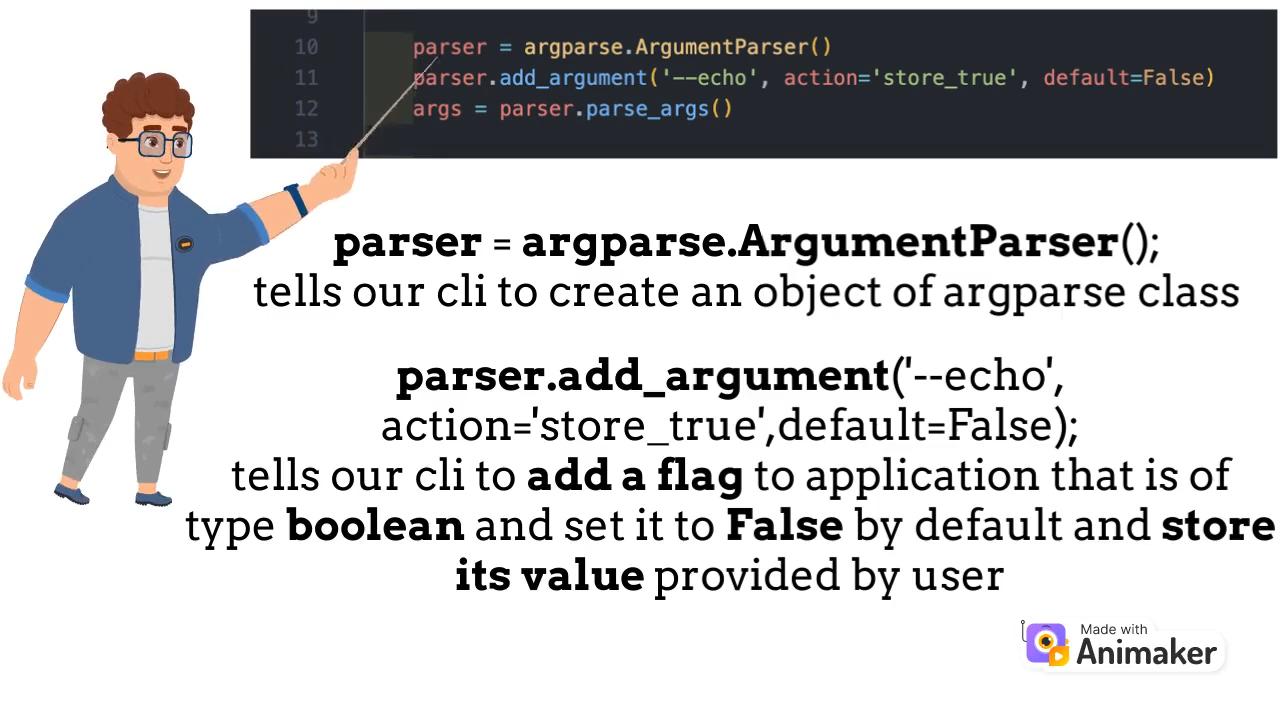 9
10 parser = argparse.ArgumentParser()
11 parser.add_argument('--echo', action='store_true', default=False)
12 args = parser.parse_args()
13
parser = argparse.ArgumentParser();
tells our cli to create an object of argparse class
parser.add_argument('--echo',
action='store_true',default=False);
tells our cli to add a flag to application that is of
type boolean and set it to False by default and store
its value provided by user
Made with
Animaker